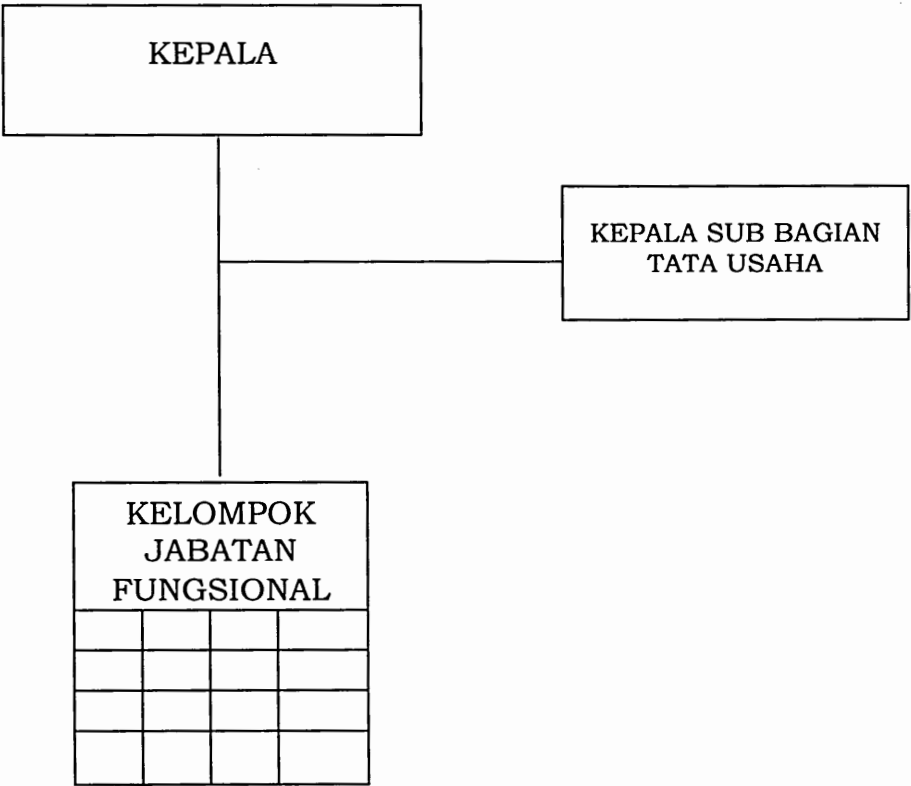 KEPALA
KEPALA SUB BAGIAN
TATA USAHA
KELOMPOK
JABATAN
FUNGSIONAL